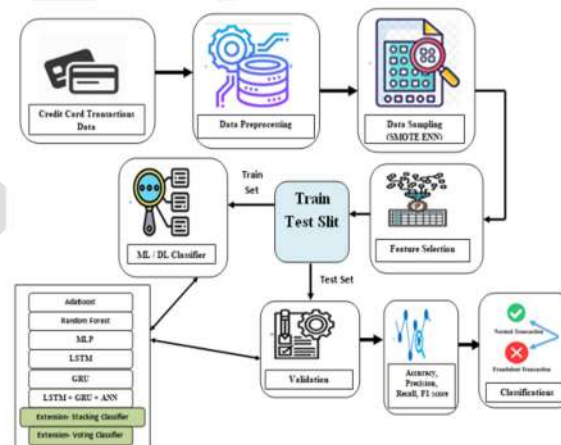 Credit Card Transactions
Data
Data Preprocessing
Data Sampling
(SMOTE ENN)
Train
Set
Train
Test Slit
ML / DL Classifier
Feature Selection
Test Set
AdaBoost
Random Forest
MLP
LSTM
GRU
LSTM + GRU + ANN
Extension- Stacking Classifier
Extension- Voting Classifier
Validation
Accuracy,
Precision,
Recall, F1 score
Normal Transaction
Fraudulent Transaction
Classifications